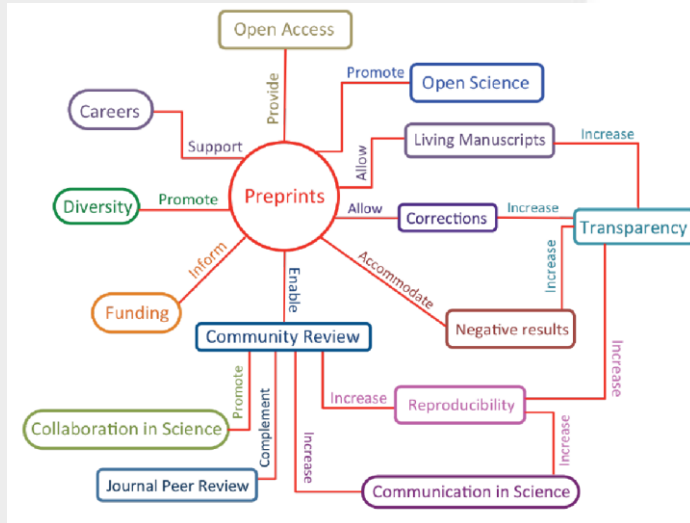 Open Access
Promote
Open Science
Provide
Careers
Support
Living Manuscripts
Increase
Allow
Preprints
Diversity
Promote
Allow
Corrections
Increase
Transparency
Inform
Enable
Accommodate
Increase
Funding
Community Review
Negative results
Promote
Complement
Increase
Increase
Reproducibility
Increase
Collaboration in Science
Increase
Journal Peer Review
Communication in Science